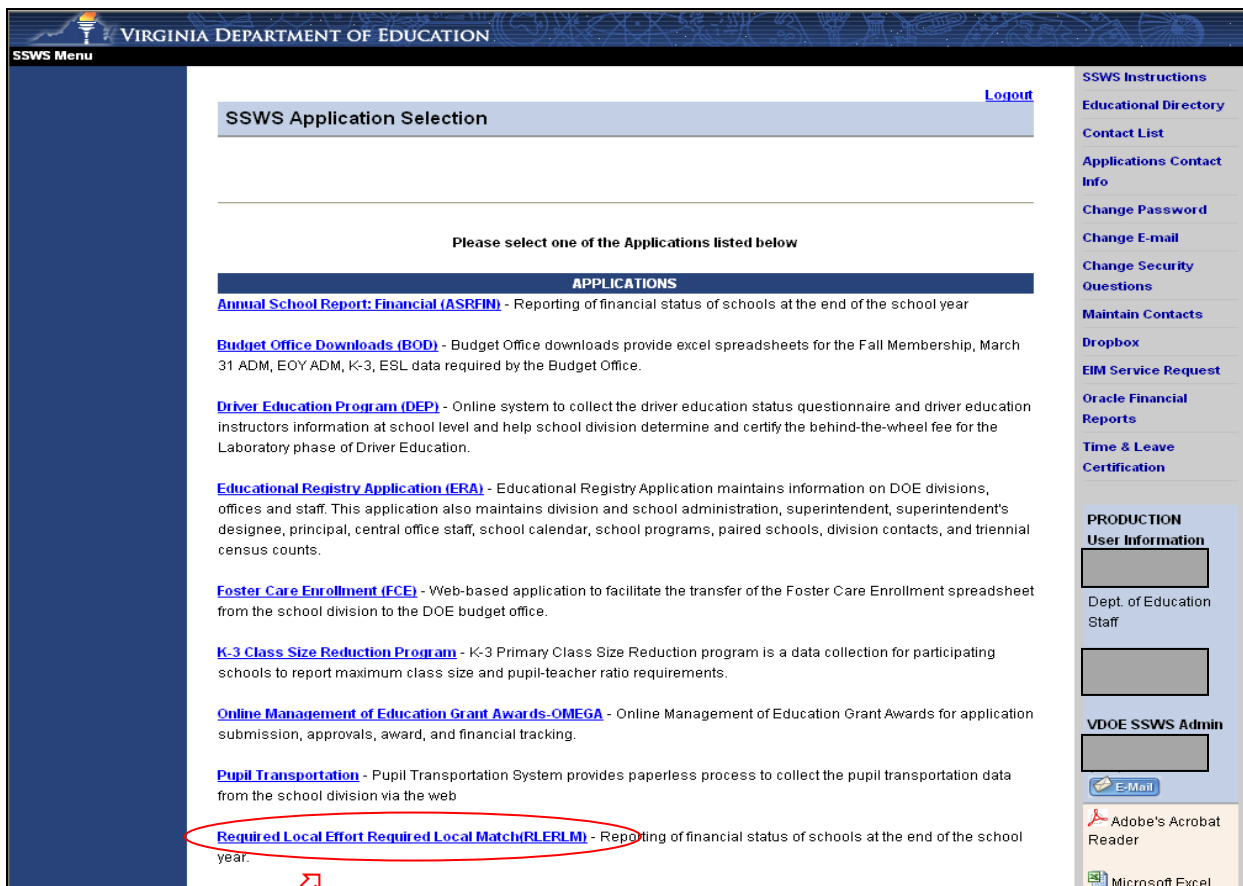 VIRGINIA DEPARTMENT OF EDUCATION
SSWS Menu
Logout
SSWS Application Selection
Please select one of the Applications listed below
APPLICATIONS
Annual School Report: Financial (ASRFIN) - Reporting of financial status of schools at the end of the school year
Budget Office Downloads (BOD) - Budget Office downloads provide excel spreadsheets for the Fall Membership, March
31 ADM, EOY ADM, K-3, ESL data required by the Budget Office.
Driver Education Program (DEP) - Online system to collect the driver education status questionnaire and driver education
instructors information at school level and help school division determine and certify the behind-the-wheel fee for the
Laboratory phase of Driver Education.
Educational Registry Application (ERA) - Educational Registry Application maintains information on DOE divisions,
offices and staff. This application also maintains division and school administration, superintendent, superintendent's
designee, principal, central office staff, school calendar, school programs, paired schools, division contacts, and triennial
census counts.
Foster Care Enrollment (FCE) - Web-based application to facilitate the transfer of the Foster Care Enrollment spreadsheet
from the school division to the DOE budget office.
K-3 Class Size Reduction Program - K-3 Primary Class Size Reduction program is a data collection for participating
schools to report maximum class size and pupil-teacher ratio requirements.
Online Management of Education Grant Awards-OMEGA - Online Management of Education Grant Awards for application
submission, approvals, award, and financial tracking.
Pupil Transportation - Pupil Transportation System provides paperless process to collect the pupil transportation data
from the school division via the web
Required Local Effort Required Local Match(RLERLM) - Reporting of financial status of schools at the end of the school
year.
SSWS Instructions
Educational Directory
Contact List
Applications Contact
Info
Change Password
Change E-mail
Change Security
Questions
Maintain Contacts
Dropbox
EIM Service Request
Oracle Financial
Reports
Time & Leave
Certification
PRODUCTION
User Information
Dept. of Education
Staff
VDOE SSWS Admin
E-Mail
Adobe's Acrobat
Reader
Microsoft Excel